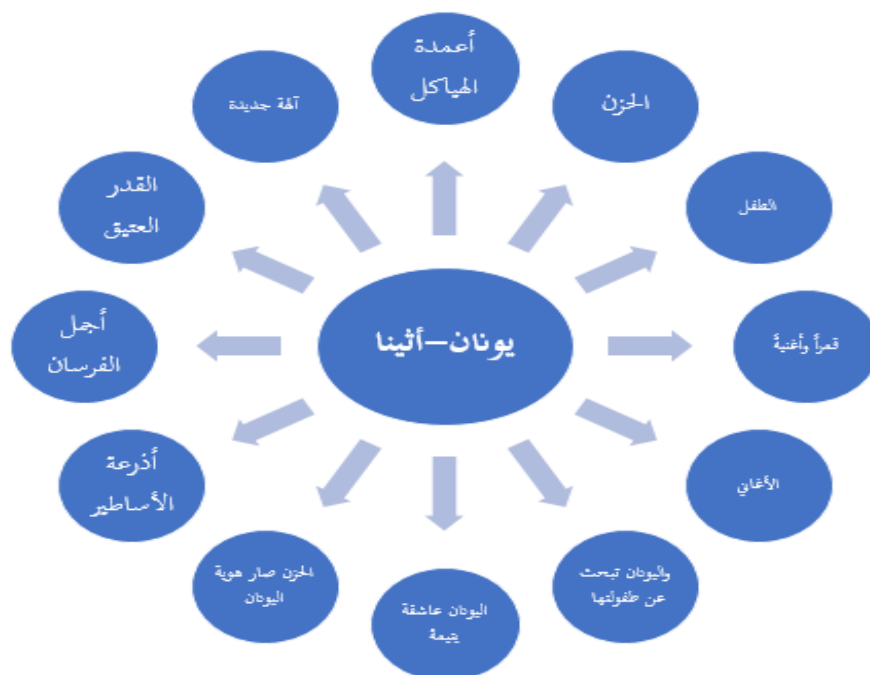 أعمدة
الهياكل
الحزن
الطفل
قمراً وأغنيةً
الأغاني
واليونان تبحث
عن طفولتها
اليونان عاشقة
يتيمة
الحزن صار هوية
اليونان
أذرعة
الأساطير
أجمل
الفرسان
القدر
العتيق
آلهة جديدة
يونان–أثينا